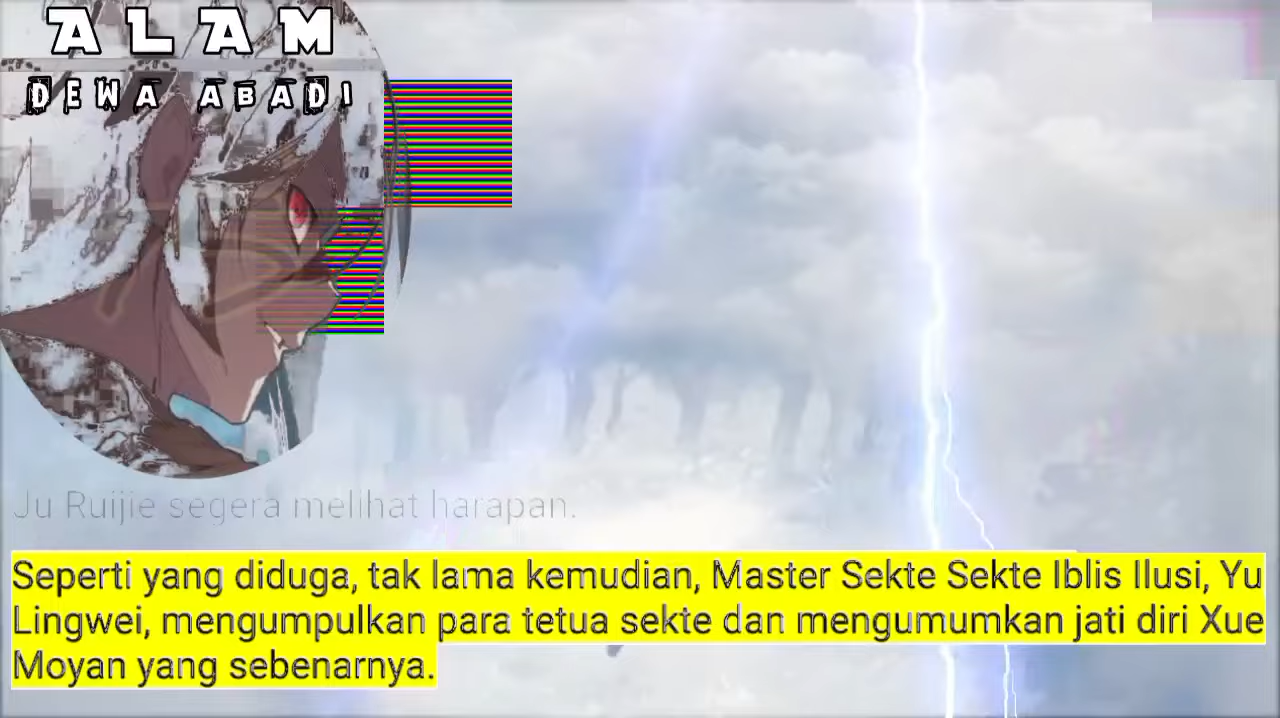 ALAM
DEWA ABADI
Ju Ruijie segera melihat harapan.
Seperti yang diduga, tak lama kemudian, Master Sekte Sekte Iblis Ilusi, Yu
Lingwei, mengumpulkan para tetua sekte dan mengumumkan jati diri Xue
Moyan yang sebenarnya.